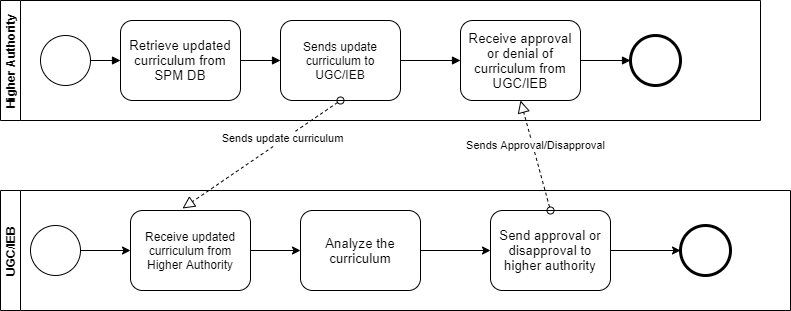 Higher Authority
Retrieve updated
curriculum from
SPM DB
Sends update
curriculum to
UGC/IEB
Receive approval
or denial of
curriculum from
UGC/IEB
Sends update curriculum
Sends Approval/Disapproval
UGC/IEB
Receive updated
curriculum from
Higher Authority
Analyze the
curriculum
Send approval or
disapproval to
higher authority